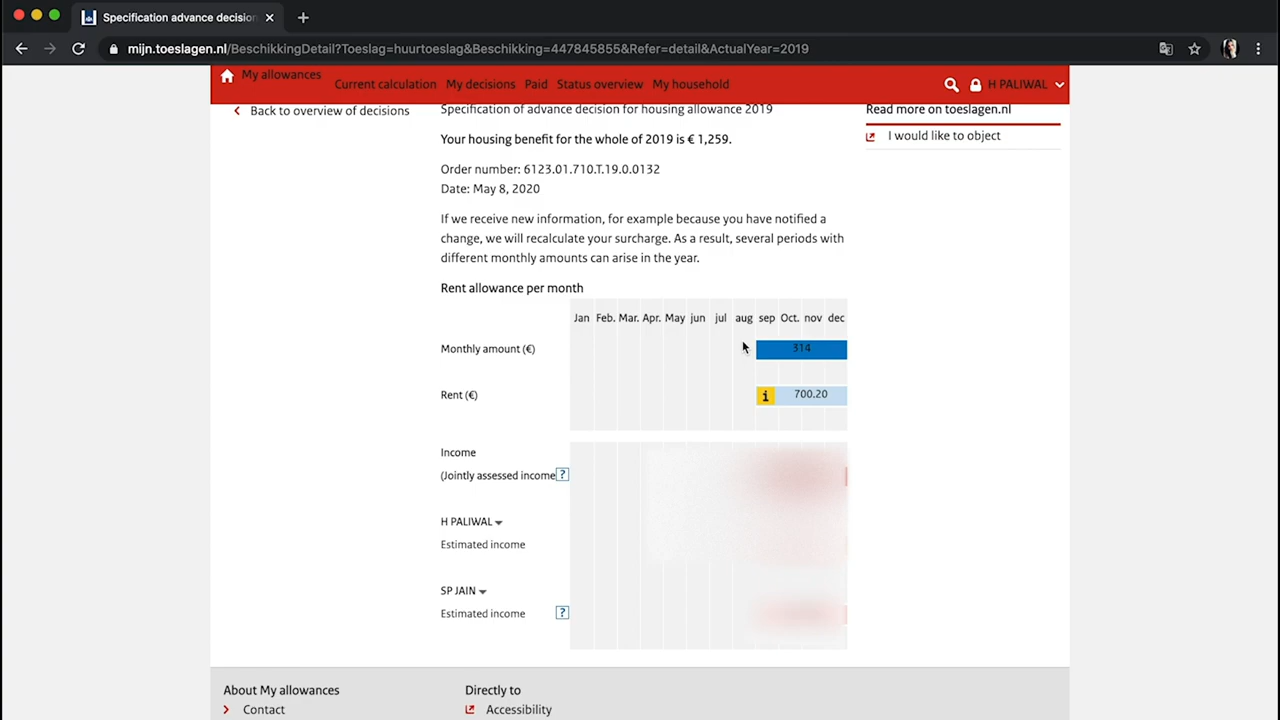 Specification advance decision
mijn.toeslagen.nl/BeschikkingDetail?Toeslag=huurtoeslag&Beschikking=447845855&Refer=detail&ActualYear=2019
My allowances
Current calculation My decisions Paid Status overview My household
H PALIWAL
Back to overview of decisions
Specification of advance decision for housing allowance 2019
Your housing benefit for the whole of 2019 is € 1,259.
Order number: 6123.01.710.T.19.0.0132
Date: May 8, 2020
If we receive new information, for example because you have notified a
change, we will recalculate your surcharge. As a result, several periods with
different monthly amounts can arise in the year.
Rent allowance per month
Jan Feb. Mar. Apr. May jun jul aug sep Oct. nov dec
Monthly amount (€) 314
Rent (€) i 700.20
Income
(Jointly assessed income ?
H PALIWAL
Estimated income
SP JAIN
Estimated income ?
Read more on toeslagen.nl
I would like to object
About My allowances
Contact
Directly to
Accessibility